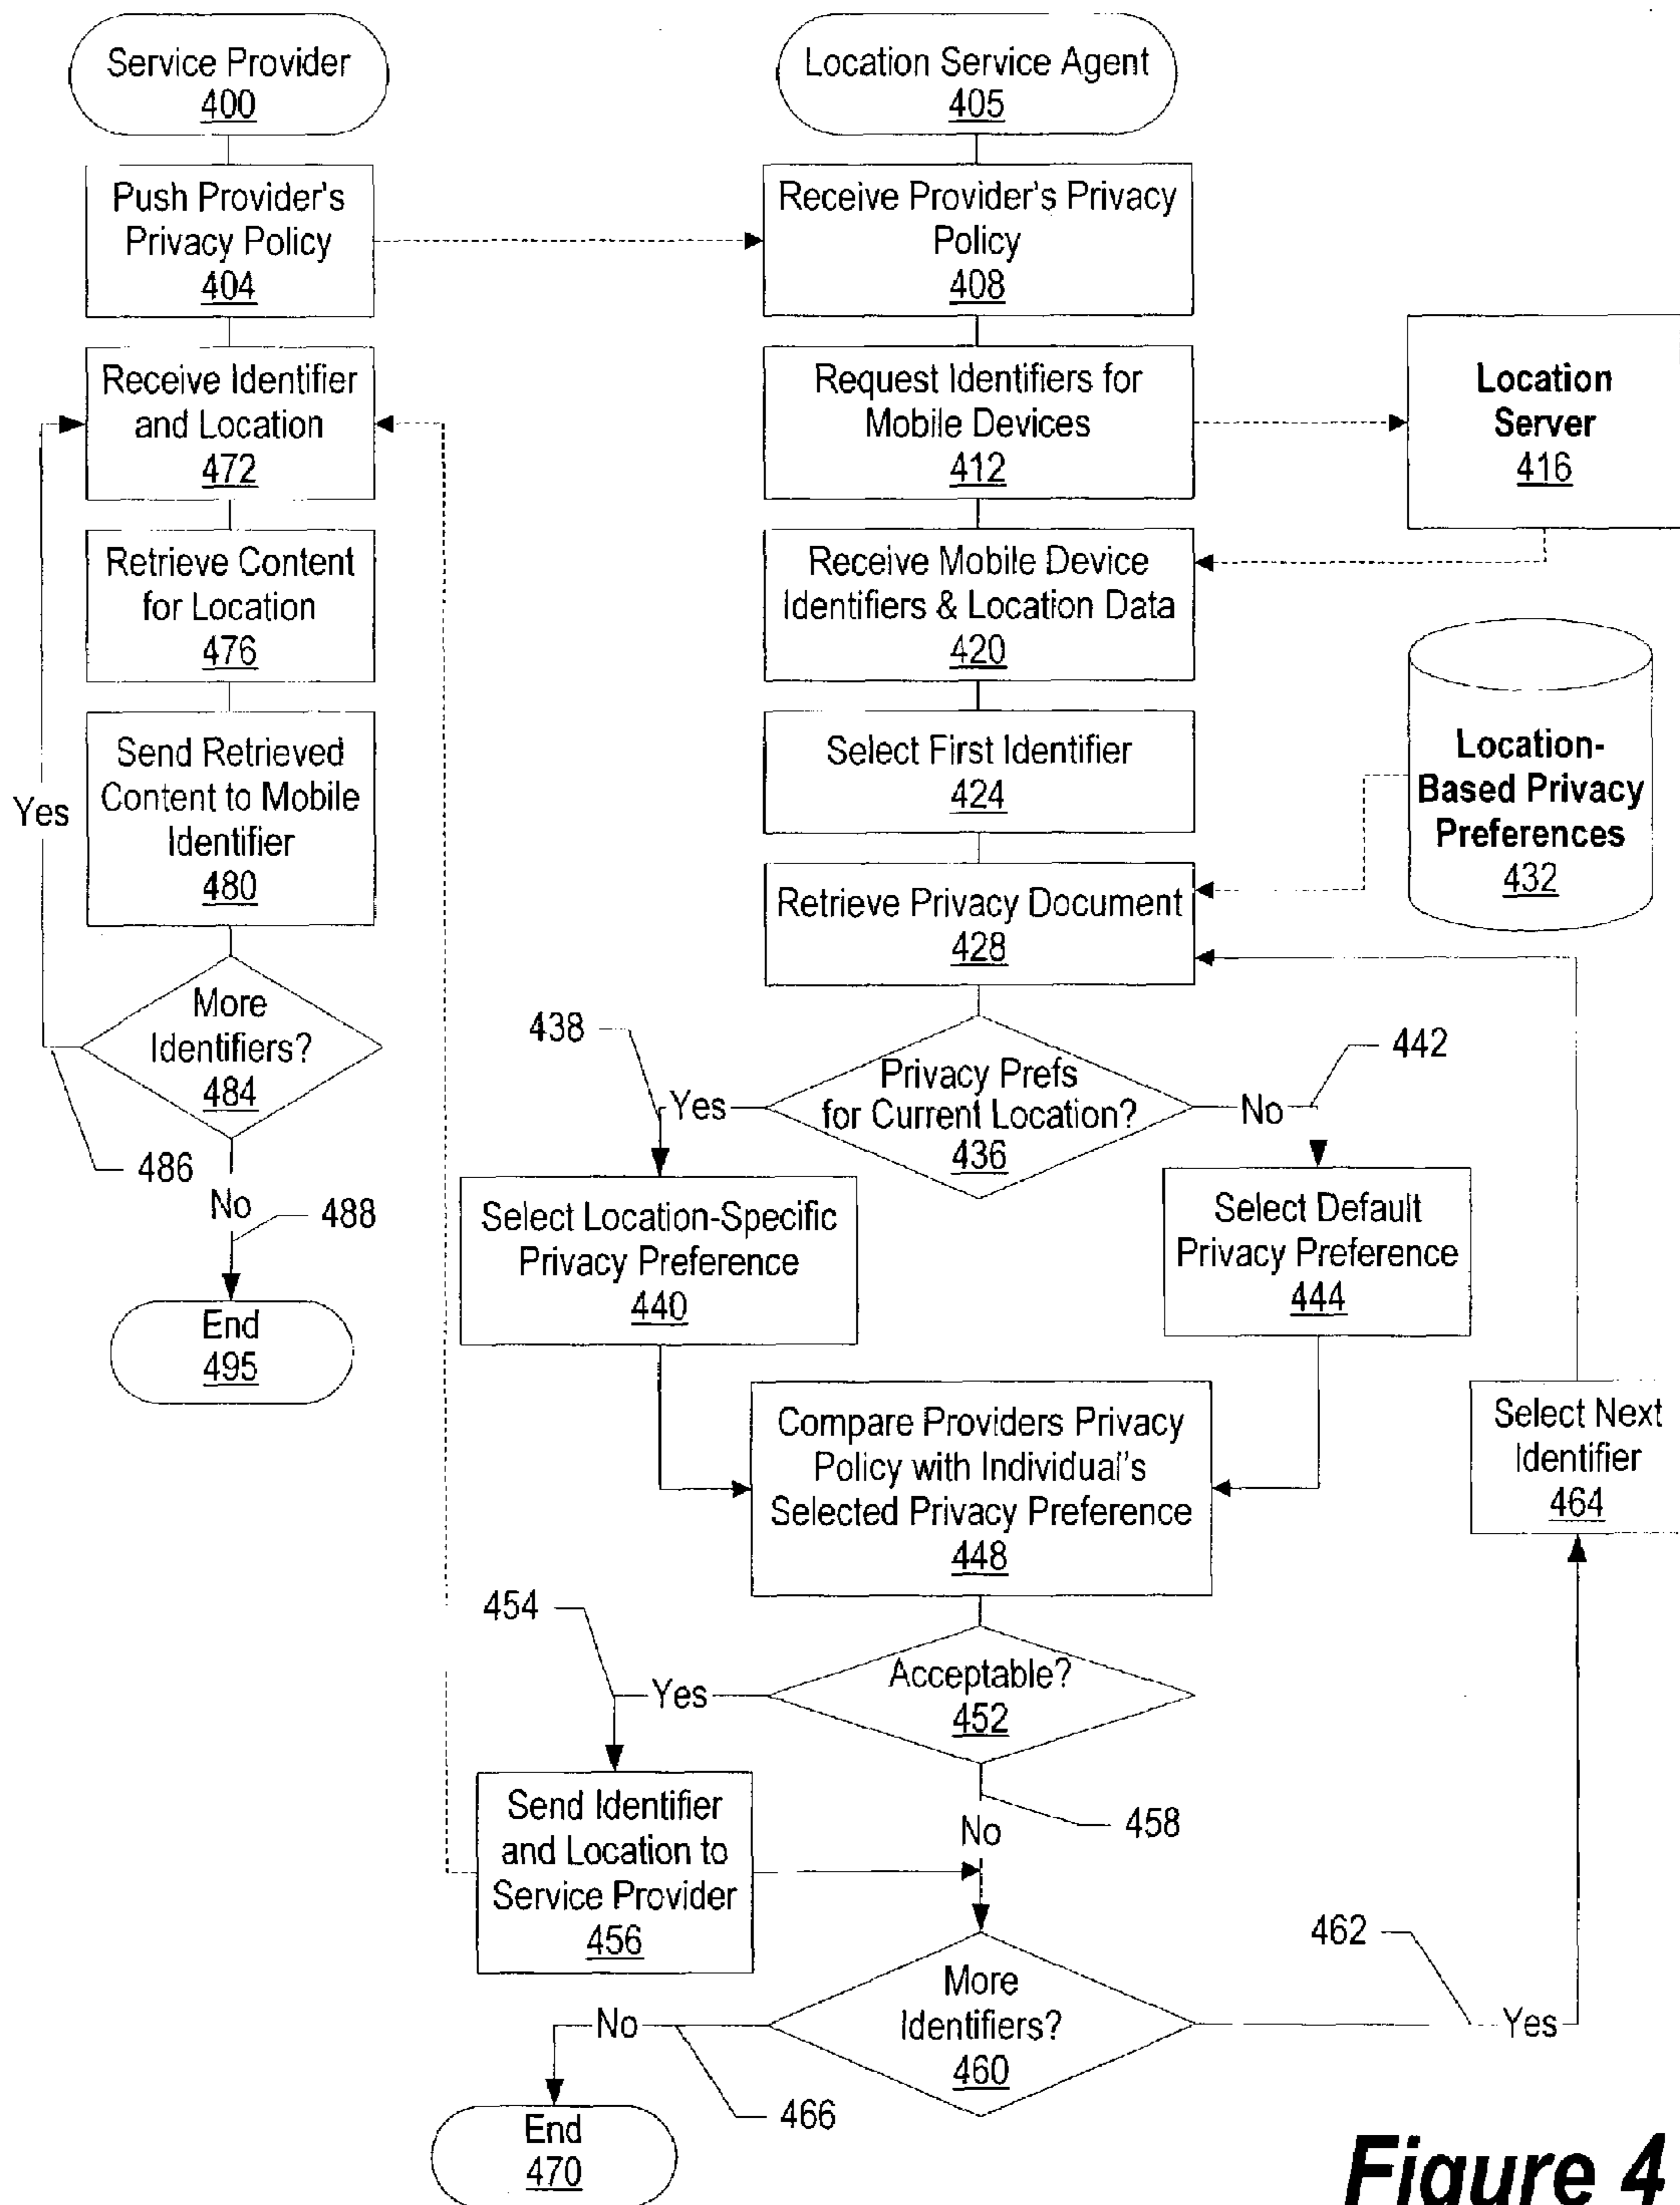 Service Provider
400
Push Provider's
Privacy Policy
404
Receive Identifier
and Location
472
Retrieve Content
for Location
476
Send Retrieved
Content to Mobile
Identifier
480
Yes
More
Identifiers?
484
486
No
488
End
495
Location Service Agent
405
Receive Provider's Privacy
Policy
408
Request Identifiers for
Mobile Devices
412
Location
Server
416
Receive Mobile Device
Identifiers & Location Data
420
Select First Identifier
424
Location-
Based Privacy
Preferences
432
Retrieve Privacy Document
428
438
442
Privacy Prefs
for Current Location?
436
Yes
No
Select Location-Specific
Privacy Preference
440
Select Default
Privacy Preference
444
Compare Providers Privacy
Policy with Individual's
Selected Privacy Preference
448
Select Next
Identifier
464
454
Acceptable?
452
Yes
458
No
Send Identifier
and Location to
Service Provider
456
462
More
Identifiers?
460
No
Yes
466
End
470
Figure 4